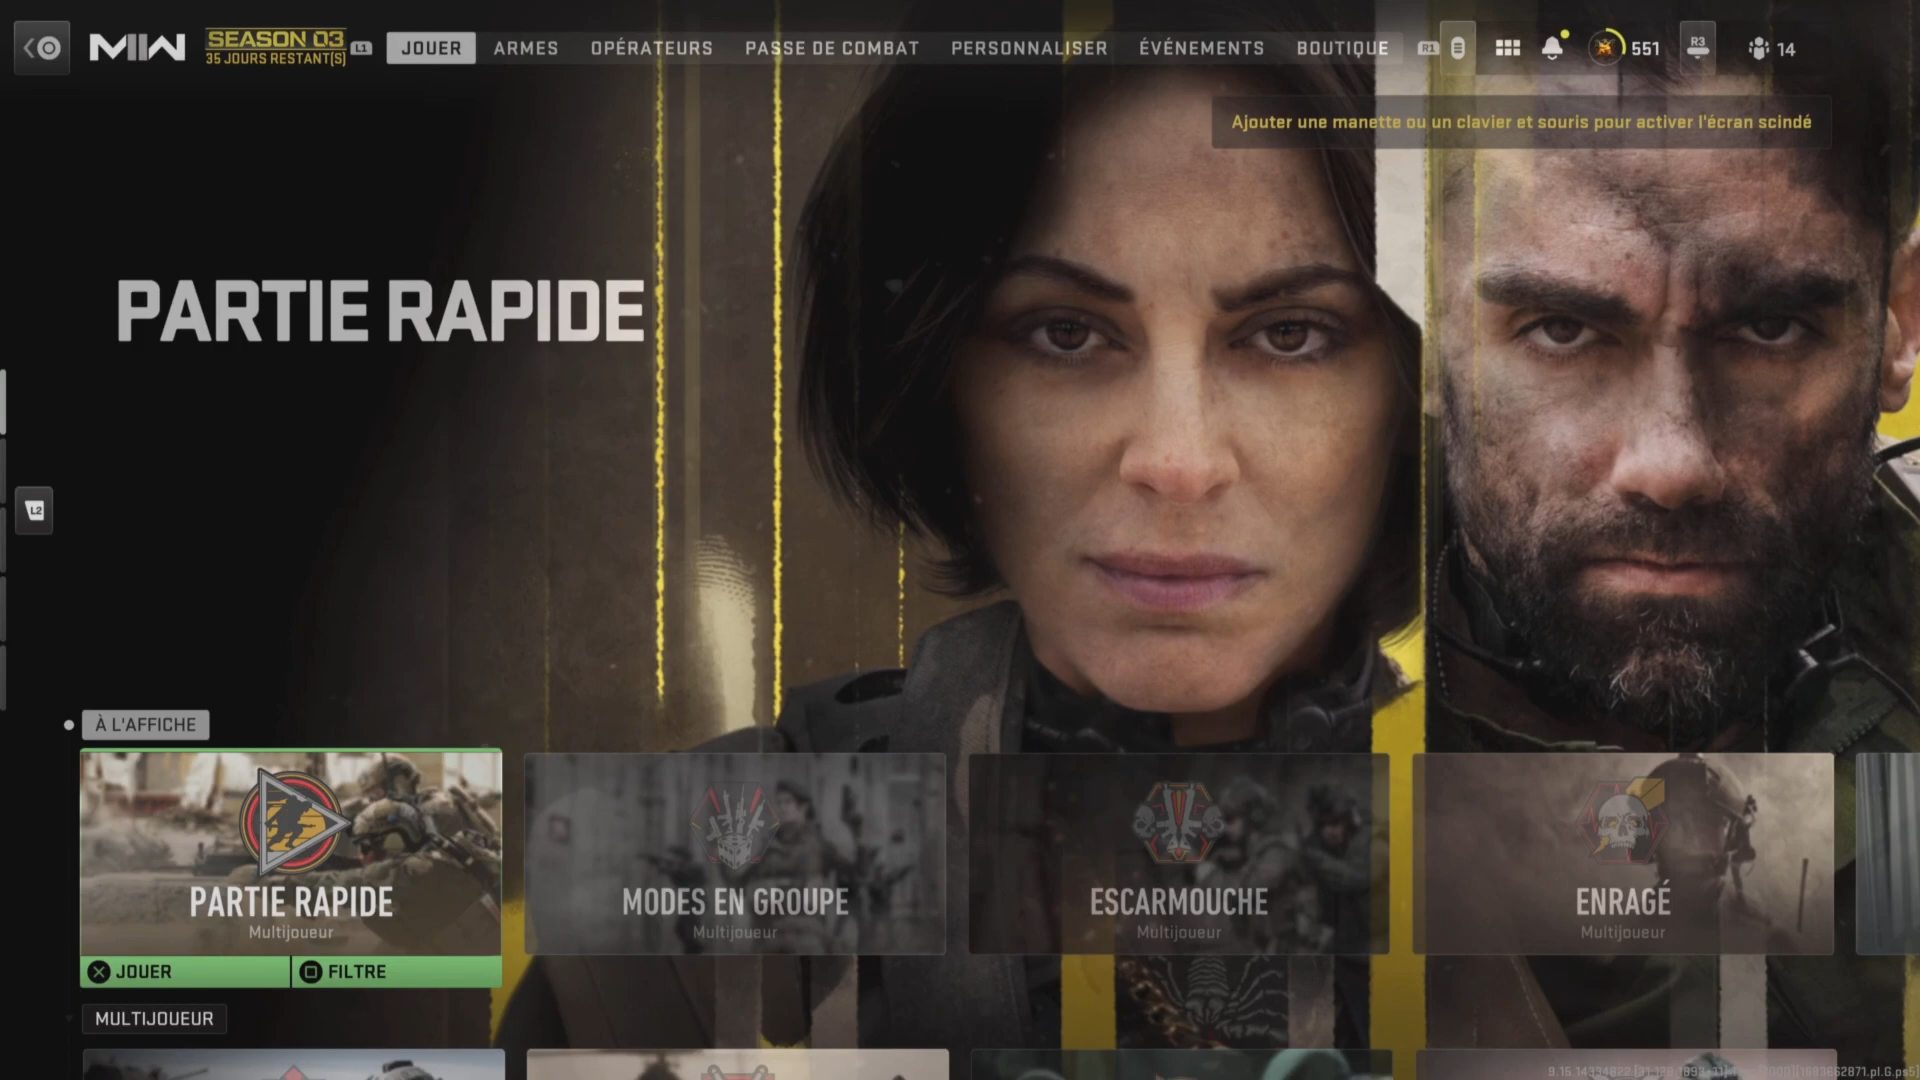 MWII
SEASON 03
35 JOURS RESTANT(S)
L1
JOUER
ARMES
OPÉRATEURS
PASSE DE COMBAT
PERSONNALISER
ÉVÉNEMENTS
BOUTIQUE
R1
551
R3
14
Ajouter une manette ou un clavier et souris pour activer l'écran scindé
PARTIE RAPIDE
L2
À L'AFFICHE
PARTIE RAPIDE
Multijoueur
JOUER
FILTRE
MODES EN GROUPE
Multijoueur
ESCARMOUCHE
Multijoueur
ENRAGÉ
Multijoueur
MULTIJOUEUR